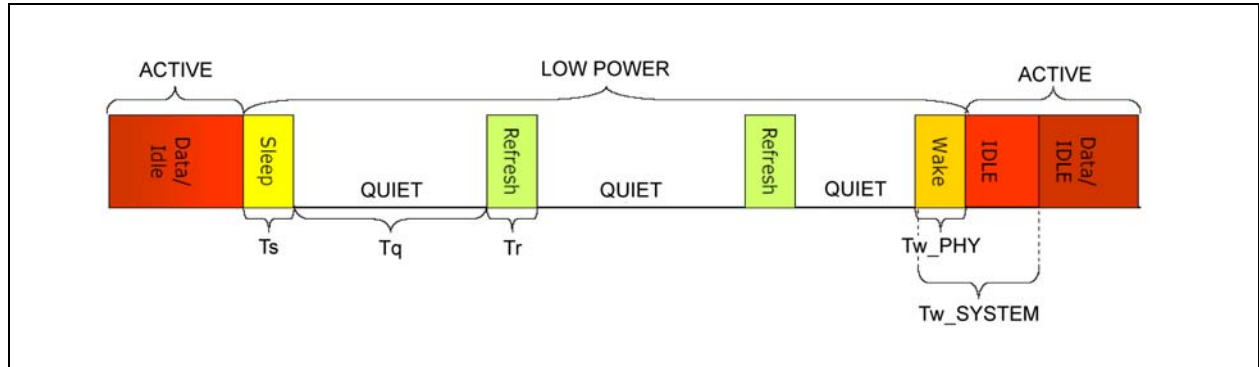 ACTIVE
LOW POWER
ACTIVE
Data/
Idle
Sleep
QUIET
Refresh
QUIET
Refresh
QUIET
Wake
IDLE
Data/
IDLE
Ts
Tq
Tr
Tw_PHY
Tw_SYSTEM